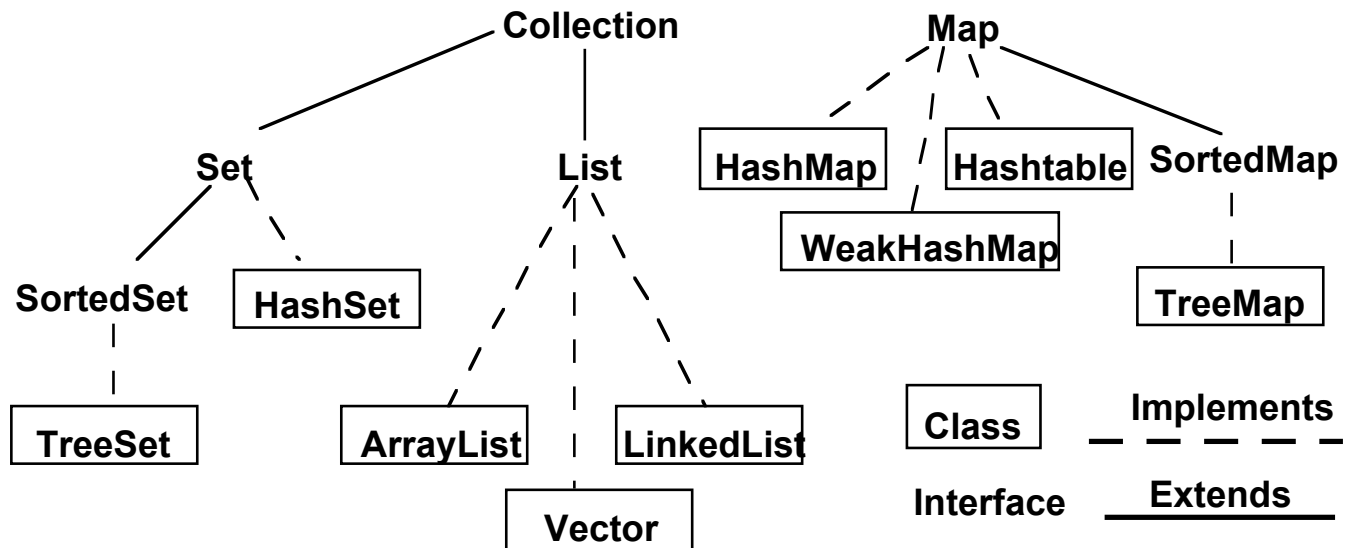 Collection
Map
Set
List
HashMap
Hashtable
SortedMap
WeakHashMap
SortedSet
HashSet
TreeMap
TreeSet
ArrayList
LinkedList
Vector
Class
Implements
Interface
Extends